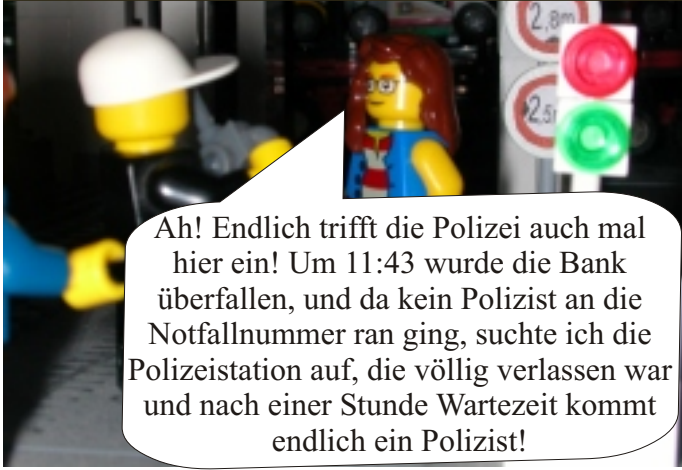 2,8m
2,5m
Ah! Endlich trifft die Polizei auch mal
hier ein! Um 11:43 wurde die Bank
überfallen, und da kein Polizist an die
Notfallnummer ran ging, suchte ich die
Polizeistation auf, die völlig verlassen war
und nach einer Stunde Wartezeit kommt
endlich ein Polizist!